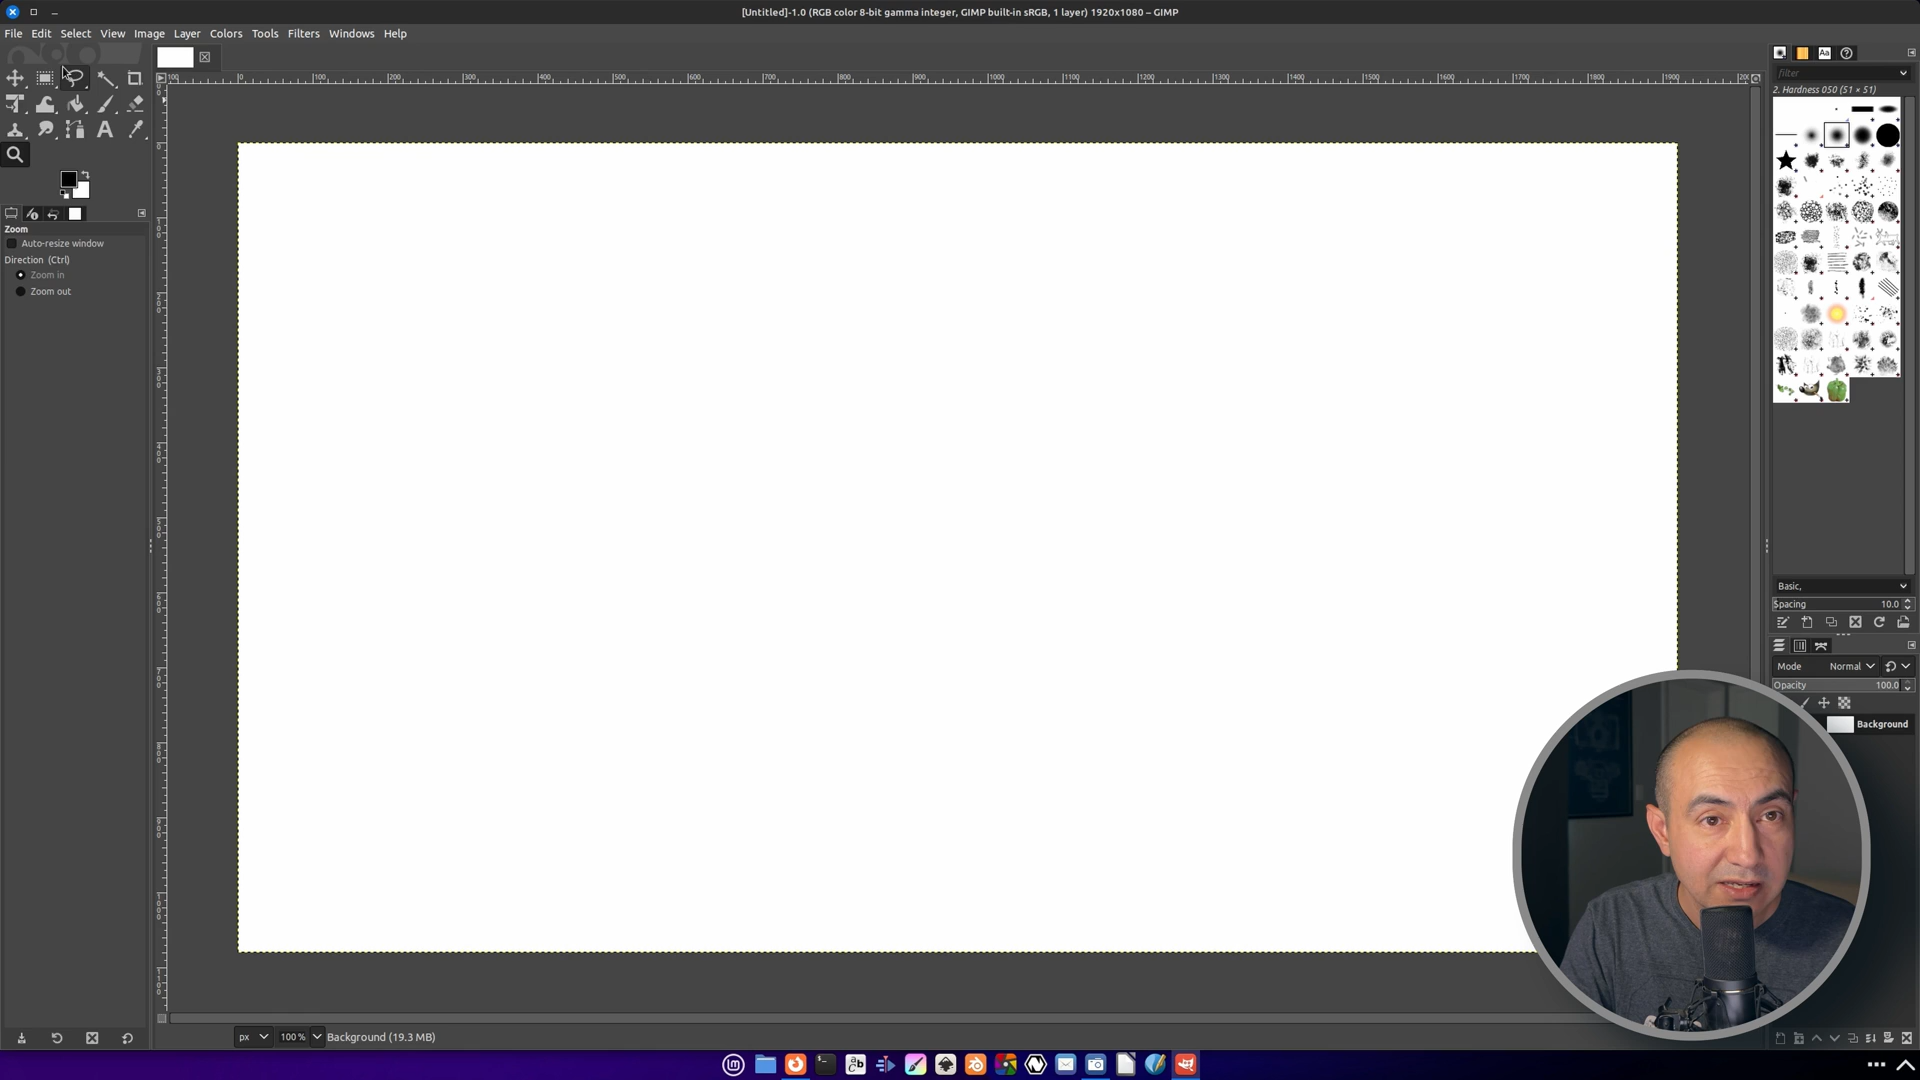 [Untitled]-1.0 (RGB color 8-bit gamma integer, GIMP built-in sRGB, 1 layer) 1920x1080 – GIMP
File Edit Select View Image Layer Colors Tools Filters Windows Help
filter
2. Hardness 050 (51 × 51)
Zoom
Auto-resize window
Direction (Ctrl)
Zoom in
Zoom out
Basic,
Spacing 10.0
Mode Normal
Opacity 100.0
Background
px 100 % Background (19.3 MB)